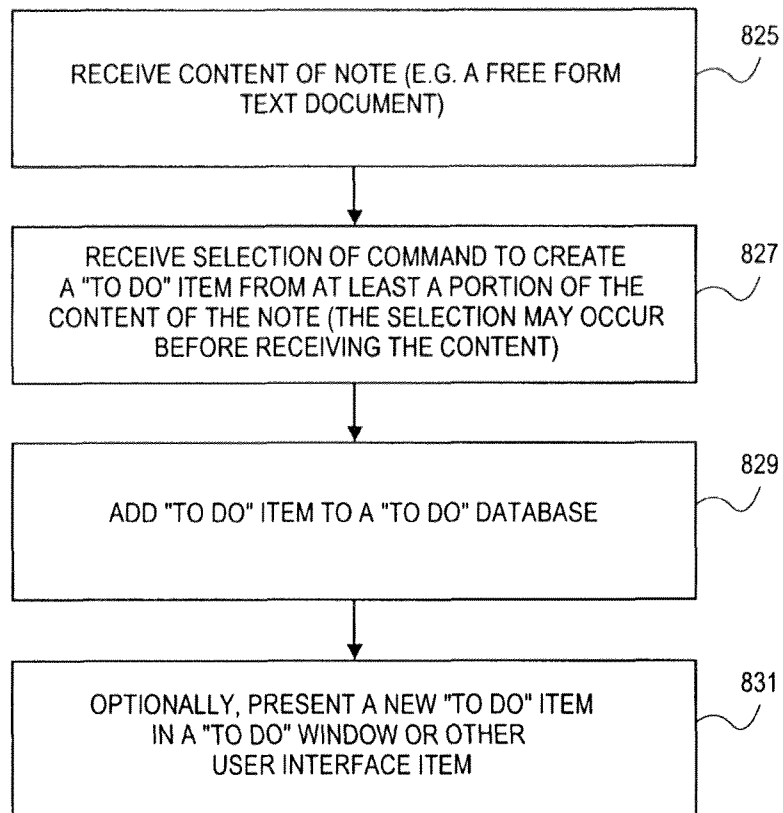 825
RECEIVE CONTENT OF NOTE (E.G. A FREE FORM
TEXT DOCUMENT)
827
RECEIVE SELECTION OF COMMAND TO CREATE
A "TO DO" ITEM FROM AT LEAST A PORTION OF THE
CONTENT OF THE NOTE (THE SELECTION MAY OCCUR
BEFORE RECEIVING THE CONTENT)
829
ADD "TO DO" ITEM TO A "TO DO" DATABASE
831
OPTIONALLY, PRESENT A NEW "TO DO" ITEM
IN A "TO DO" WINDOW OR OTHER
USER INTERFACE ITEM